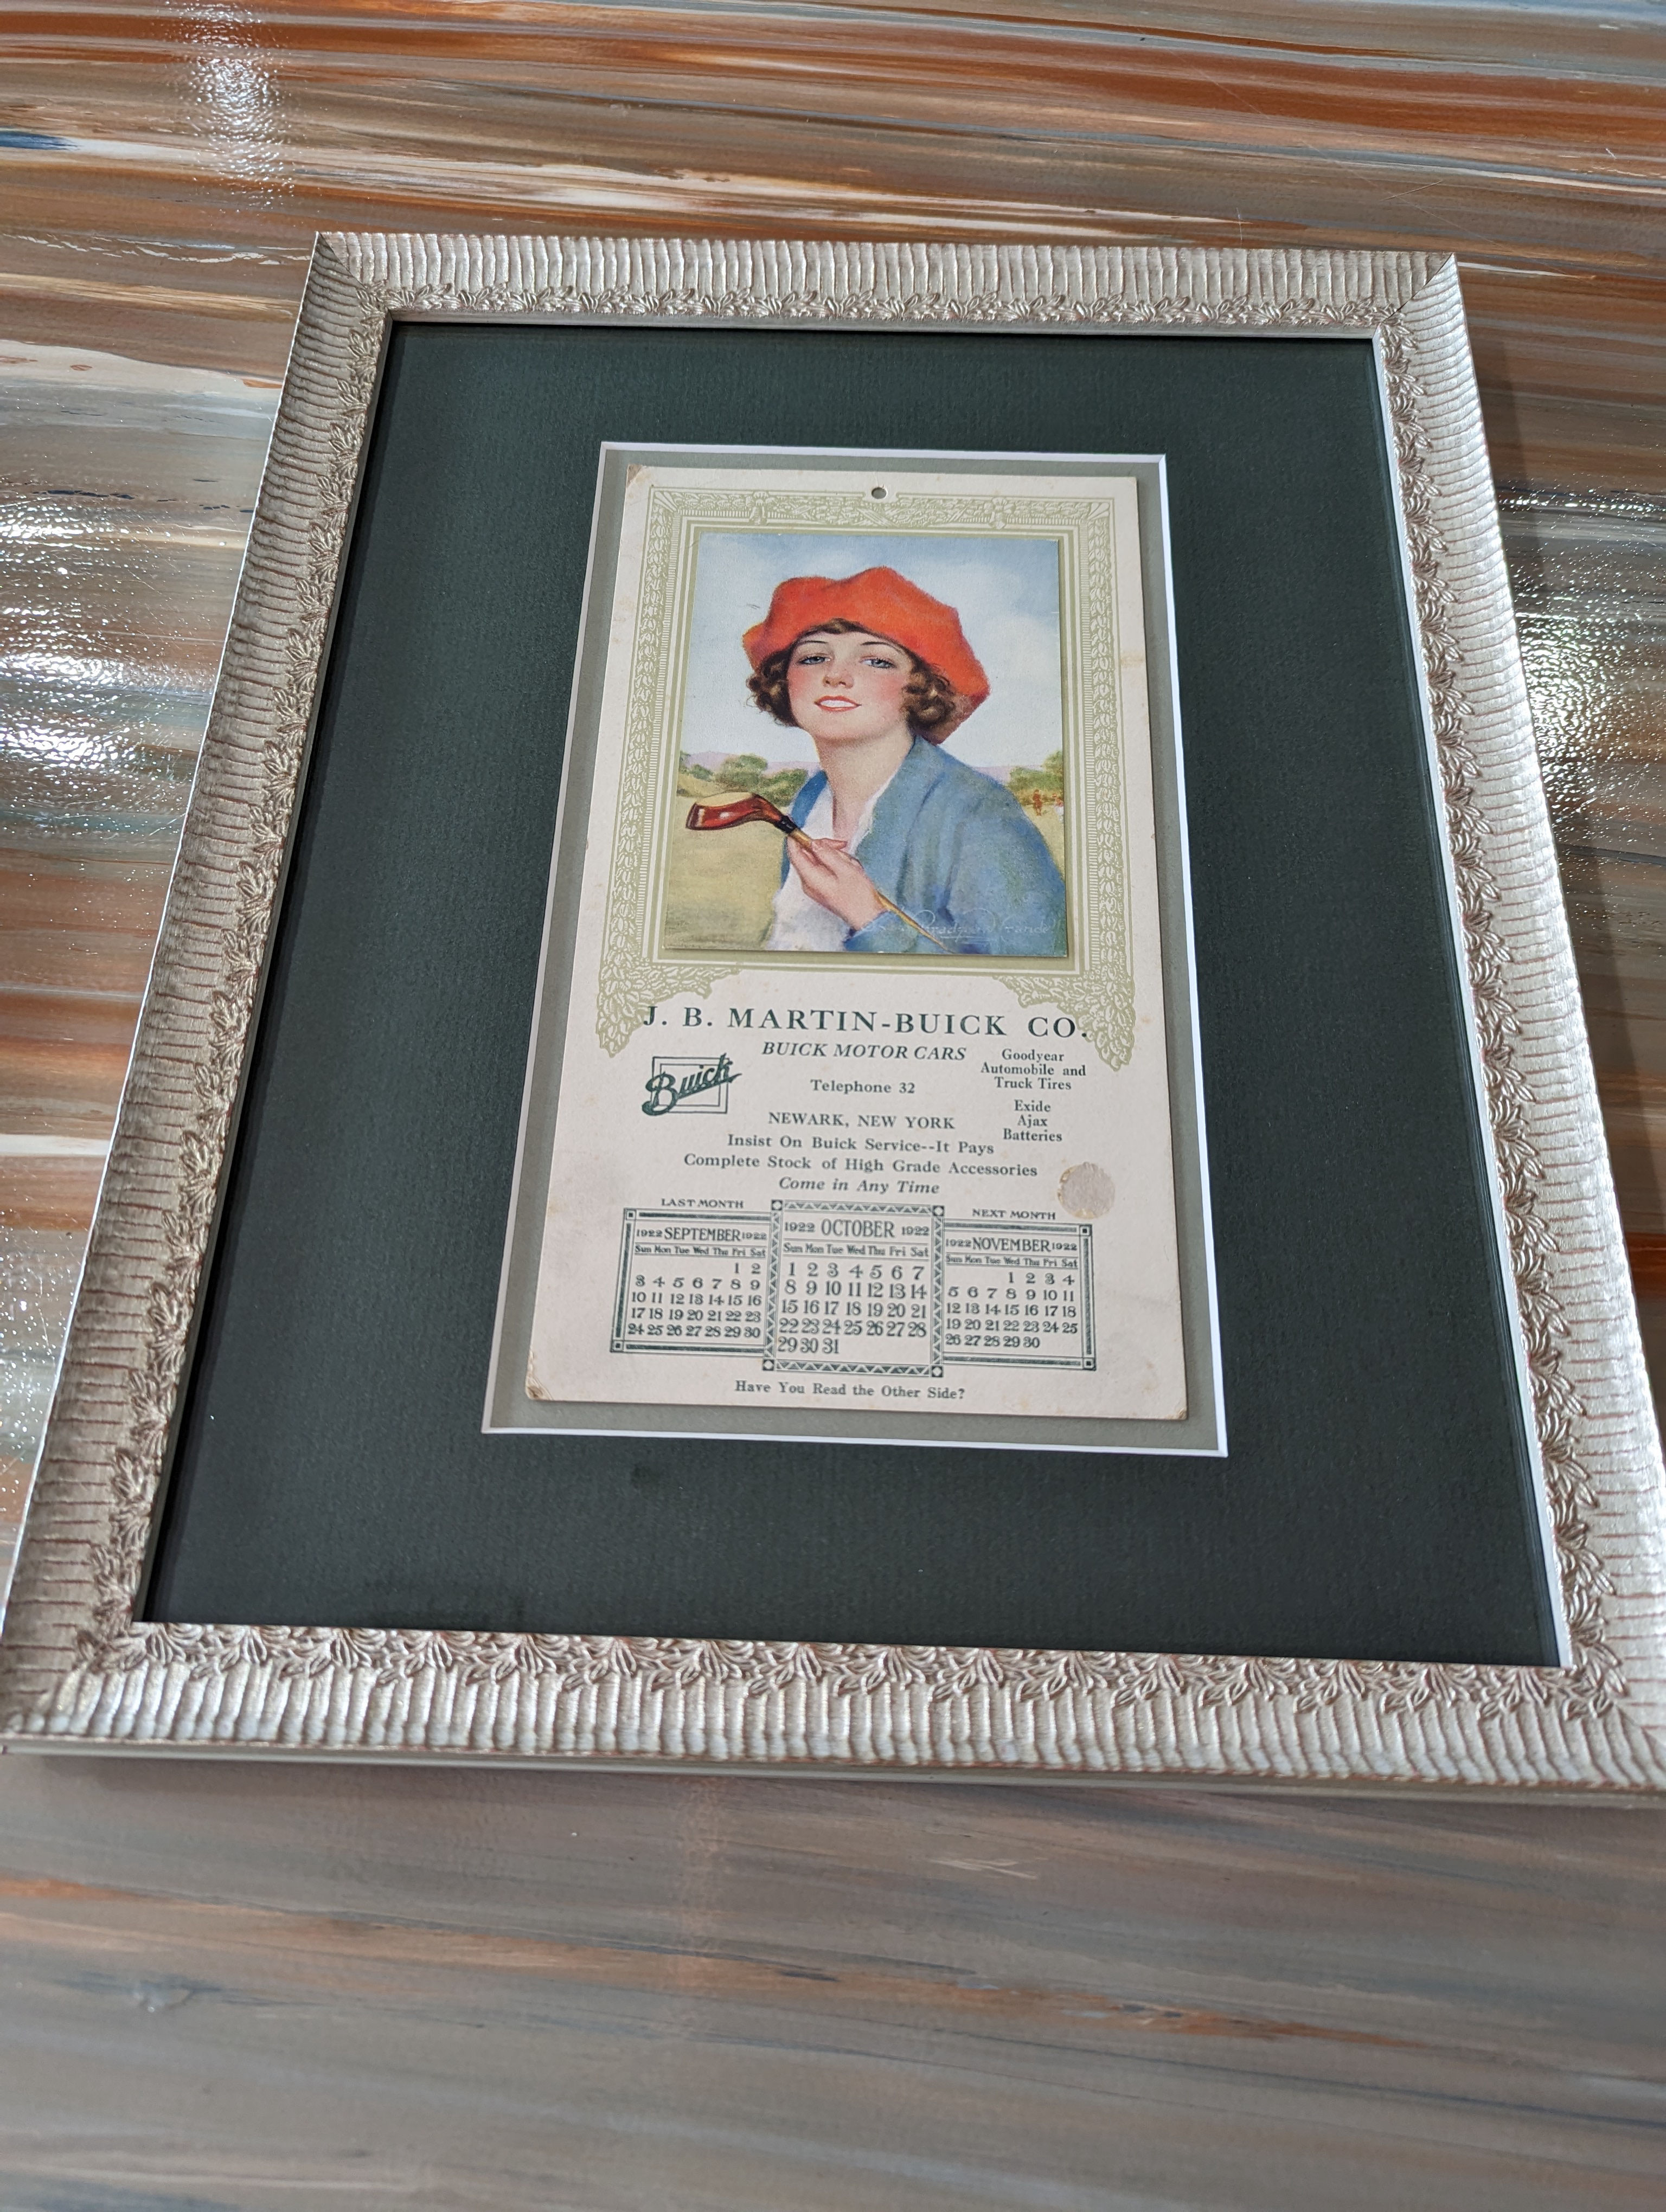 Bradshaw Crandell
J. B. MARTIN-BUICK CO.
BUICK MOTOR CARS
Buick
Telephone 32
NEWARK, NEW YORK
Goodyear
Automobile and
Truck Tires
Exide
Ajax
Batteries
Insist On Buick Service--It Pays
Complete Stock of High Grade Accessories
Come in Any Time
LAST MONTH
1922 SEPTEMBER 1922
Sun Mon Tue Wed Thu Fri Sat
1 2
3 4 5 6 7 8 9
10 11 12 13 14 15 16
17 18 19 20 21 22 23
24 25 26 27 28 29 30
1922 OCTOBER 1922
Sun Mon Tue Wed Thu Fri Sat
1 2 3 4 5 6 7
8 9 10 11 12 13 14
15 16 17 18 19 20 21
22 23 24 25 26 27 28
29 30 31
NEXT MONTH
1922 NOVEMBER 1922
Sun Mon Tue Wed Thu Fri Sat
1 2 3 4
5 6 7 8 9 10 11
12 13 14 15 16 17 18
19 20 21 22 23 24 25
26 27 28 29 30
Have You Read the Other Side?